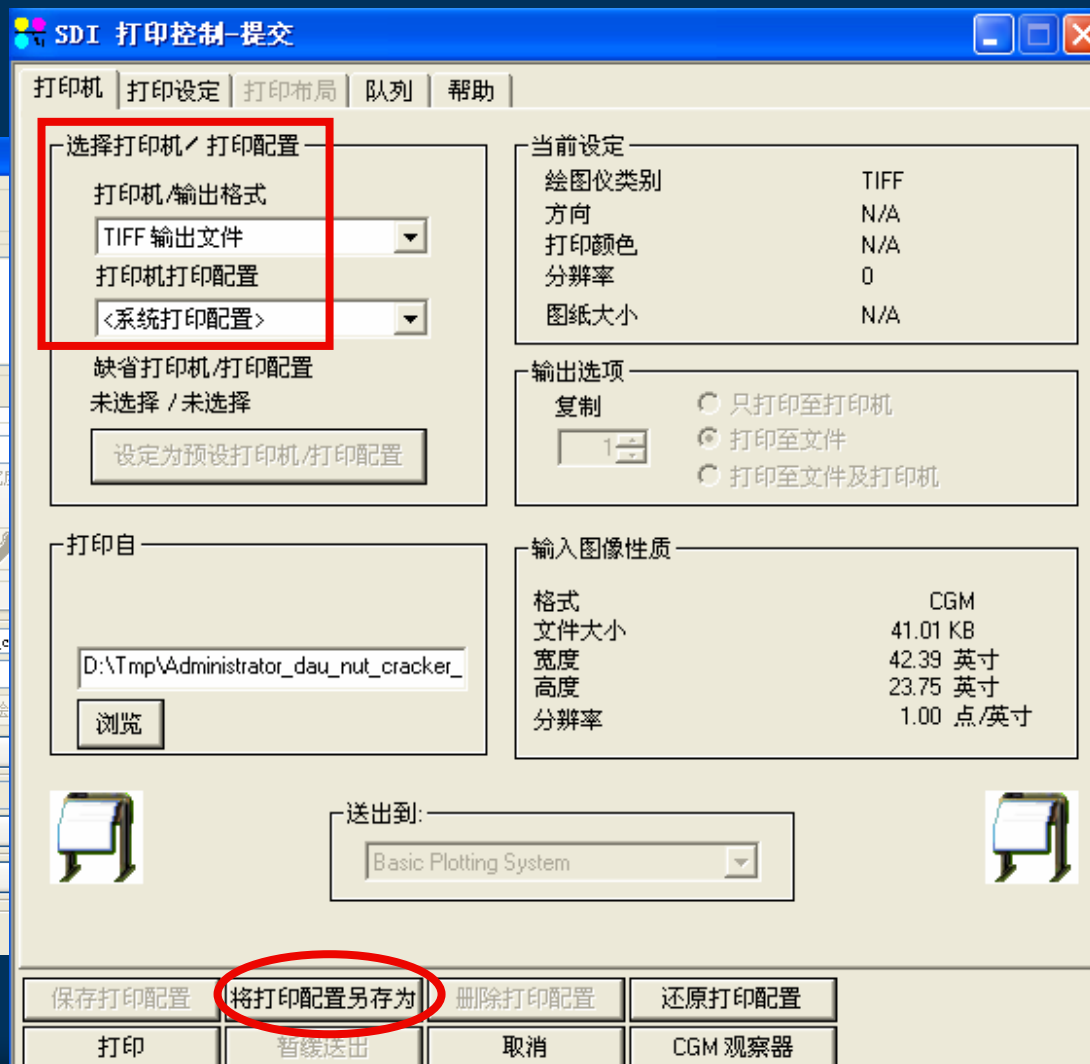 SDI 打印控制-提交
打印机 打印设定 打印布局 队列 帮助
选择打印机/ 打印配置
打印机/输出格式
TIFF 输出文件
打印机打印配置
<系统打印配置>
缺省打印机/打印配置
未选择 / 未选择
设定为预设打印机/打印配置
当前设定
绘图仪类别 TIFF
方向 N/A
打印颜色 N/A
分辨率 0
图纸大小 N/A
输出选项
复制
1
只打印至打印机
打印至文件
打印至文件及打印机
打印自
D:\Tmp\Administrator_dau_nut_cracker_
浏览
输入图像性质
格式 CGM
文件大小 41.01 KB
宽度 42.39 英寸
高度 23.75 英寸
分辨率 1.00 点/英寸
送出到:
Basic Plotting System
保存打印配置 将打印配置另存为 删除打印配置 还原打印配置
打印 暂缓送出 取消 CGM 观察器